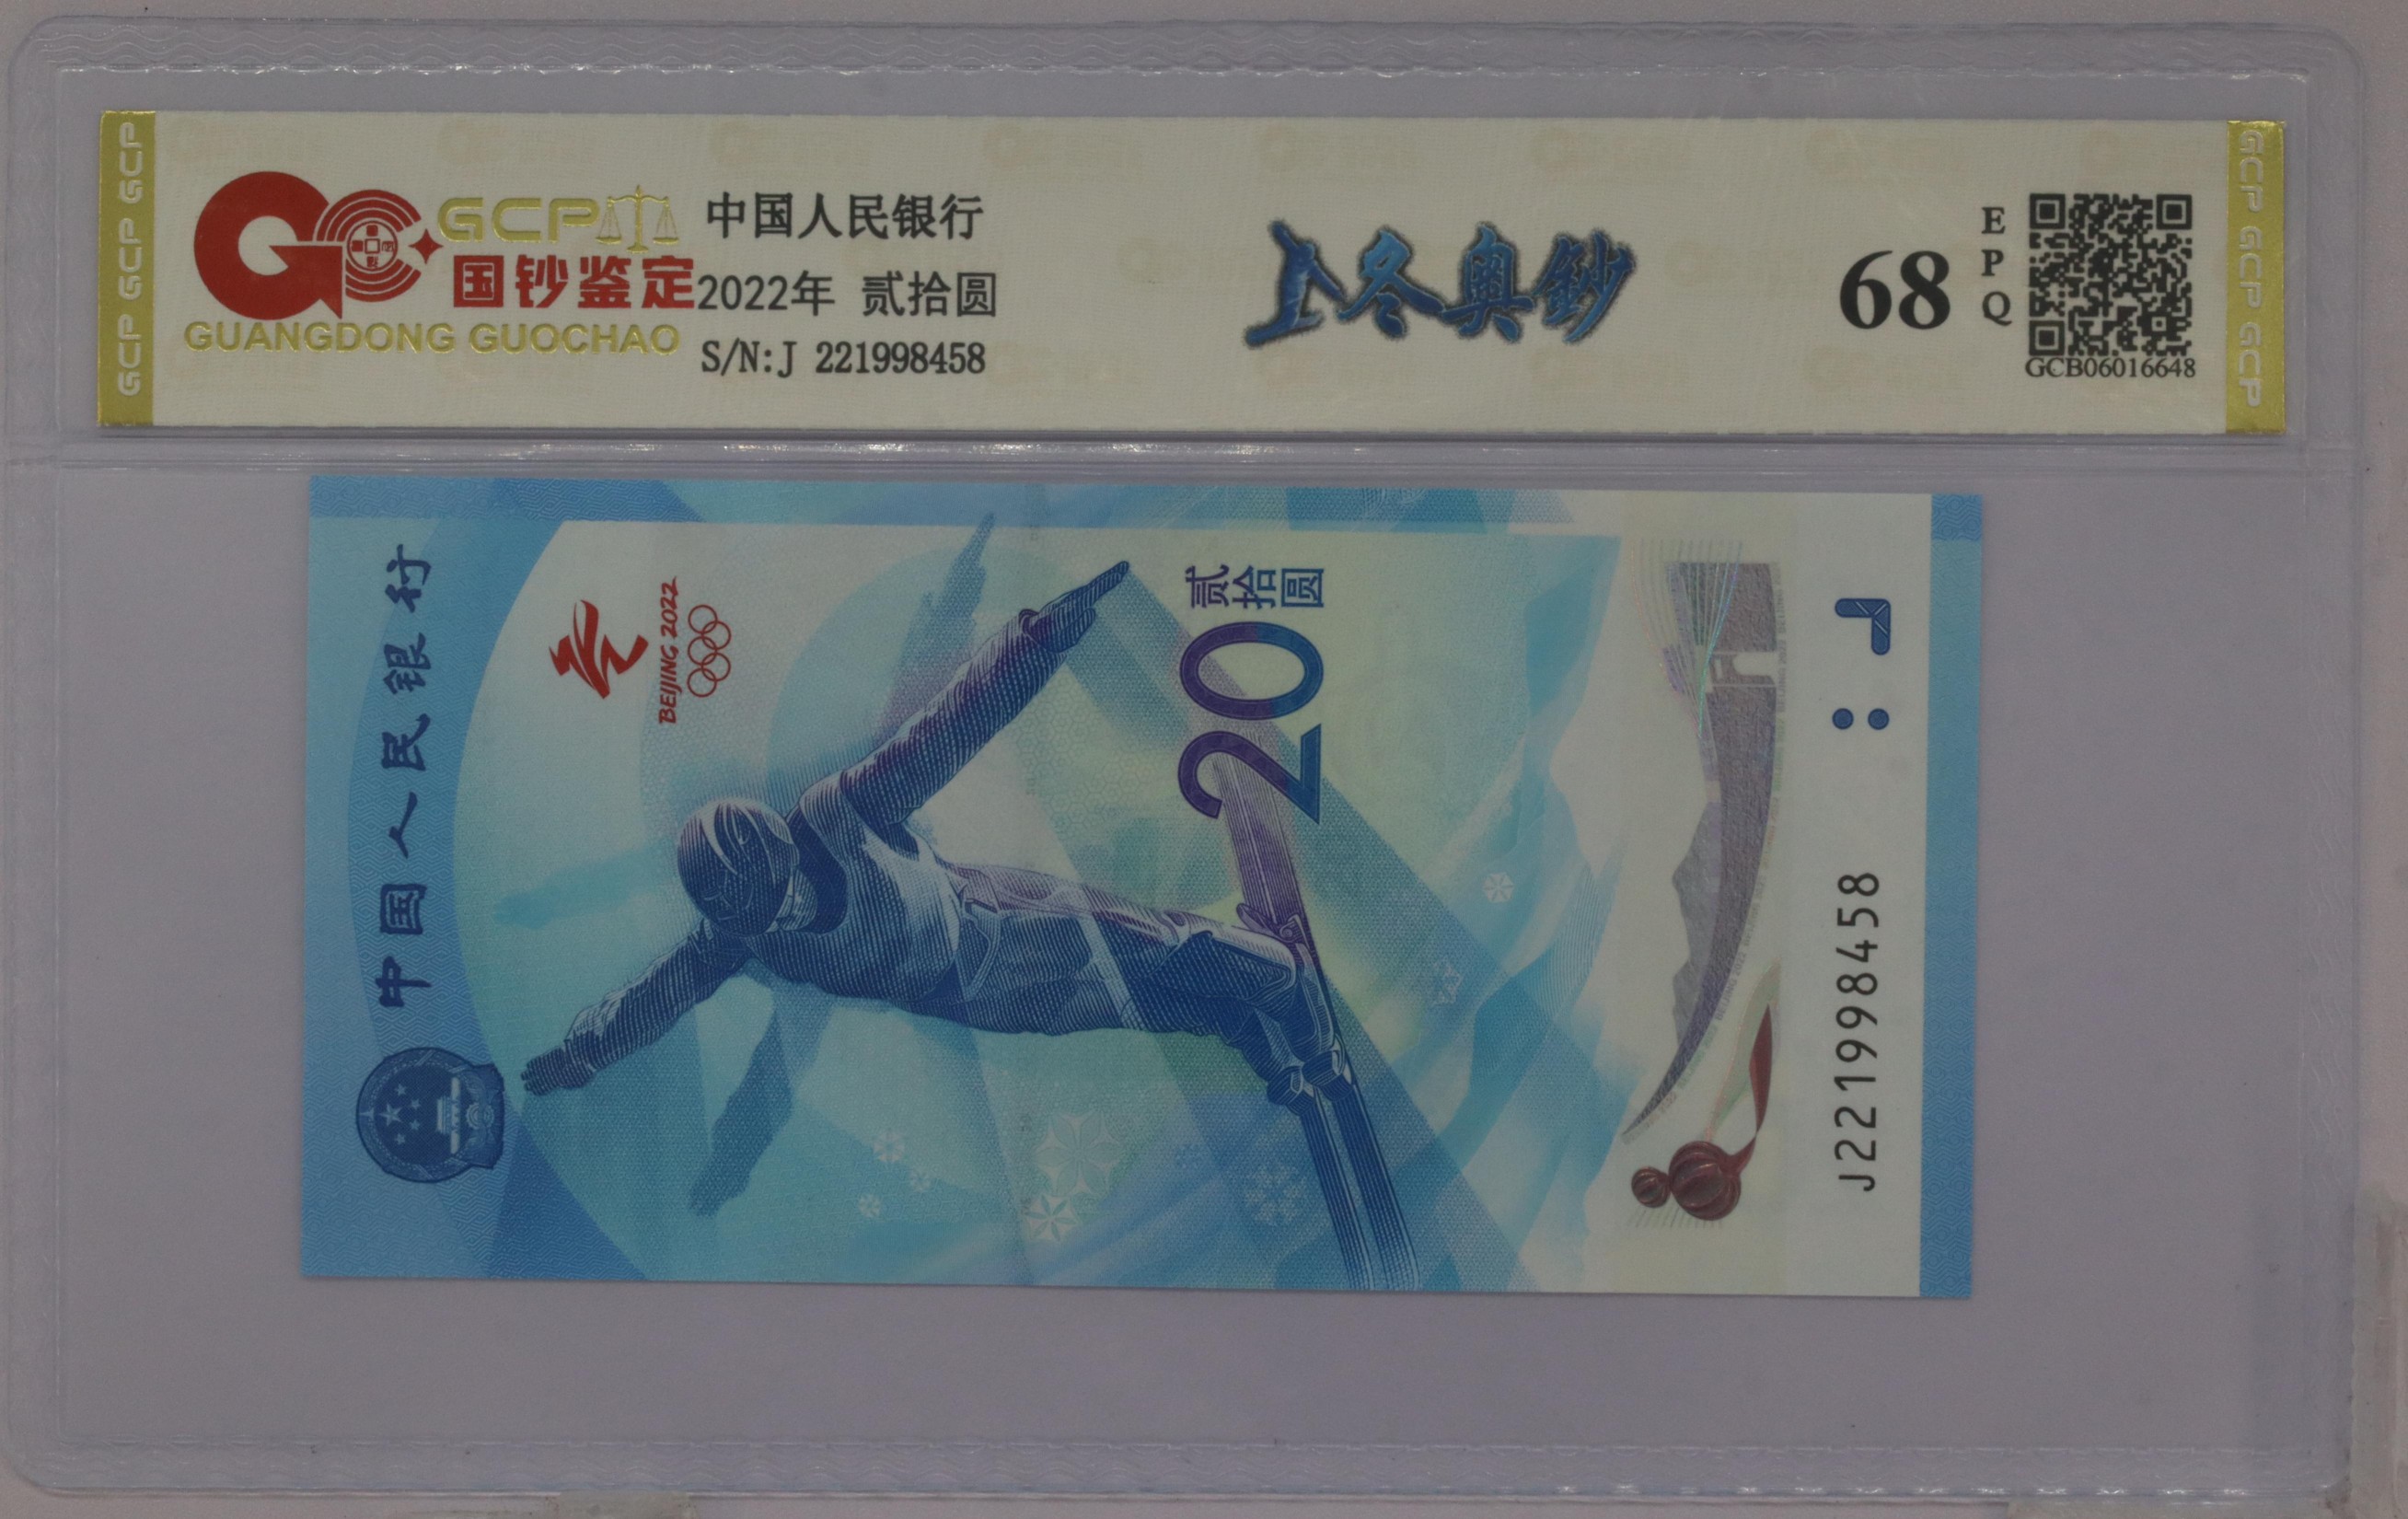 GCP GCP GCP
GCP
国钞鉴定
GUANGDONG GUOCHAO
中国人民银行
2022年 贰拾圆
S/N:J 221998458
冬奥鈔
68
EPQ
GCB06016648
GCP GCP GCP
中国人民银行
BEIJING 2022
贰拾圆
20
J221998458